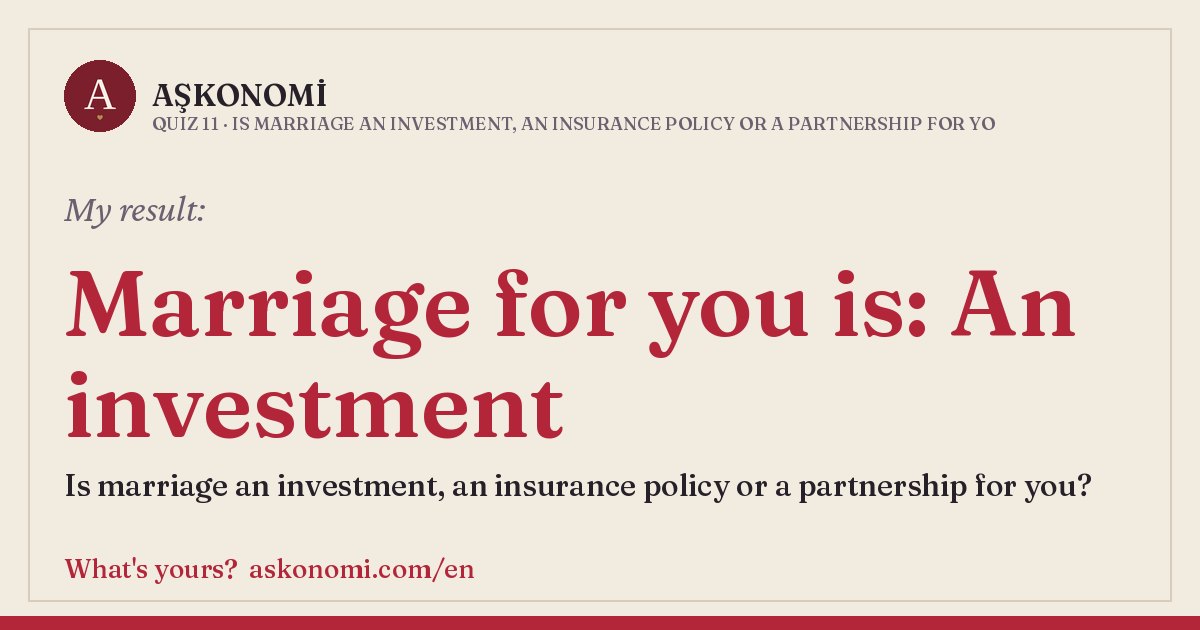 A
AŞKONOMİ
QUIZ 11 · IS MARRIAGE AN INVESTMENT, AN INSURANCE POLICY OR A PARTNERSHIP FOR YO
My result:
Marriage for you is: An
investment
Is marriage an investment, an insurance policy or a partnership for you?
What's yours? askonomi.com/en